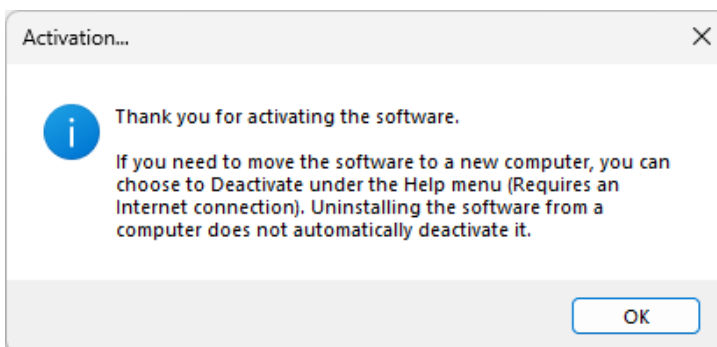 Activation...
Thank you for activating the software.
If you need to move the software to a new computer, you can
choose to Deactivate under the Help menu (Requires an
Internet connection). Uninstalling the software from a
computer does not automatically deactivate it.
OK